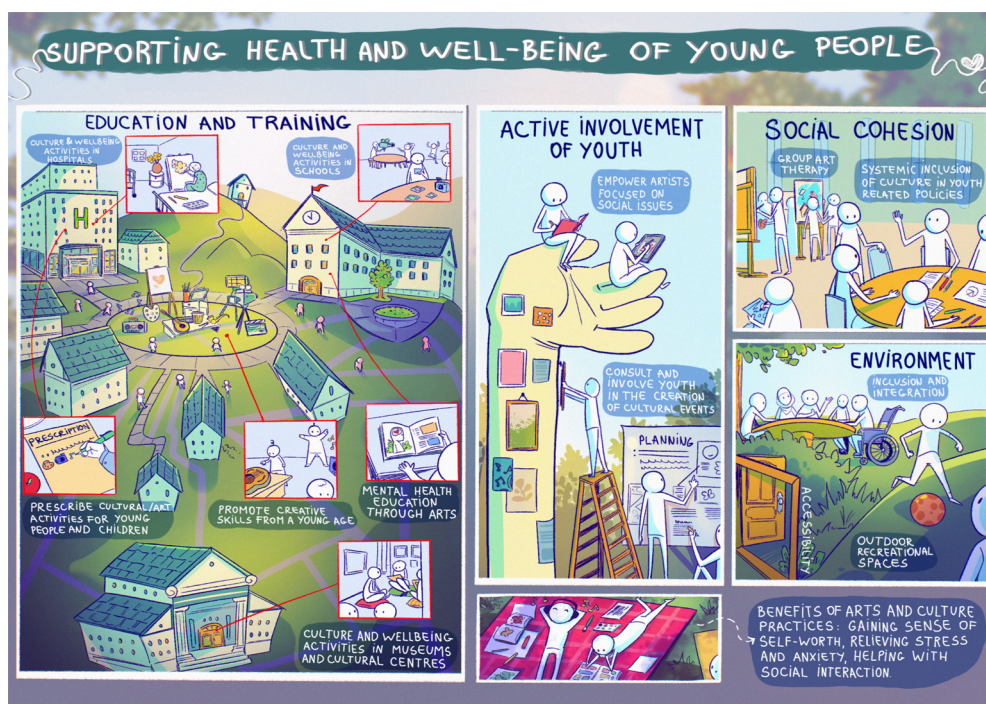 SUPPORTING HEALTH AND WELL-BEING OF YOUNG PEOPLE
EDUCATION AND TRAINING
CULTURE & WELLBEING
ACTIVITIES IN
HOSPITALS
CULTURE AND
WELLBEING
ACTIVITIES IN
SCHOOLS
H
PRESCRIPTION
PRESCRIBE CULTURAL/ART
ACTIVITIES FOR YOUNG
PEOPLE AND CHILDREN
PROMOTE CREATIVE
SKILLS FROM A YOUNG AGE
MENTAL HEALTH
EDUCATION
THROUGH ARTS
CULTURE AND WELLBEING
ACTIVITIES IN MUSEUMS
AND CULTURAL CENTRES
ACTIVE INVOLVEMENT
OF YOUTH
EMPOWER ARTISTS
FOCUSED ON
SOCIAL ISSUES
CONSULT AND
INVOLVE YOUTH
IN THE CREATION
OF CULTURAL EVENTS
PLANNING
SOCIAL COHESION
GROUP ART
THERAPY
SYSTEMIC INCLUSION
OF CULTURE IN YOUTH
RELATED POLICIES
ENVIRONMENT
INCLUSION AND
INTEGRATION
ACCESSIBILITY
OUTDOOR
RECREATIONAL
SPACES
BENEFITS OF ARTS AND CULTURE
PRACTICES: GAINING SENSE OF
SELF-WORTH, RELIEVING STRESS
AND ANXIETY, HELPING WITH
SOCIAL INTERACTION.